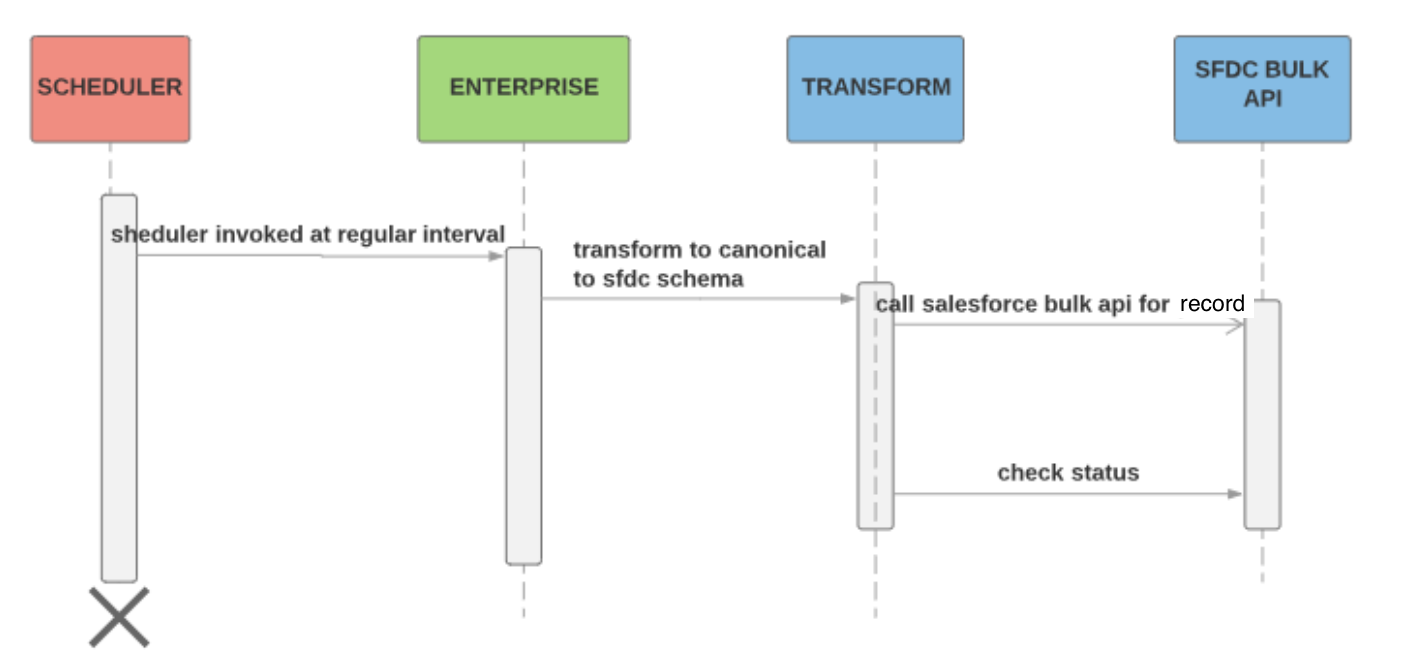 SCHEDULER
ENTERPRISE
TRANSFORM
SFDC BULK
API
sheduler invoked at regular interval
transform to canonical
to sfdc schema
call salesforce bulk api for record
check status